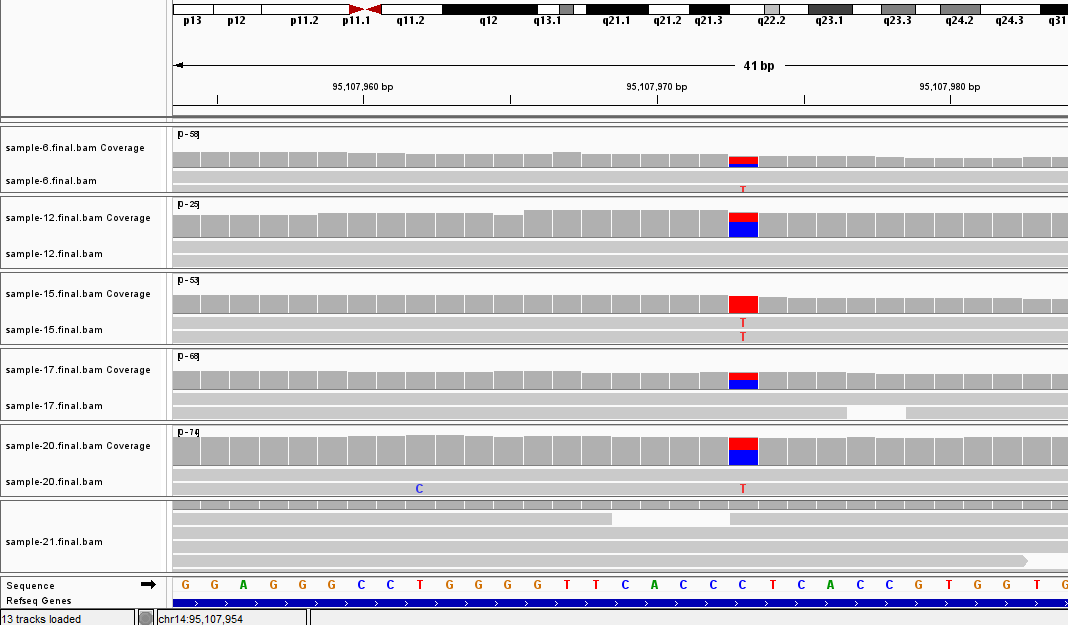 p13 p12 p11.2 p11.1 q11.2 q12 q13.1 q21.1 q21.2 q21.3 q22.2 q23.1 q23.3 q24.2 q24.3 q31
41 bp
95,107,960 bp 95,107,970 bp 95,107,980 bp
[0-58]
sample-6.final.bam Coverage
sample-6.final.bam
T
[0-25]
sample-12.final.bam Coverage
sample-12.final.bam
[0-53]
sample-15.final.bam Coverage
T
sample-15.final.bam
T
[0-68]
sample-17.final.bam Coverage
sample-17.final.bam
[0-74]
sample-20.final.bam Coverage
sample-20.final.bam
C T
sample-21.final.bam
Sequence G G A G G G C C T G G G G T T C A C C C T C A C C G T G G T G
Refseq Genes
13 tracks loaded chr14:95,107,954